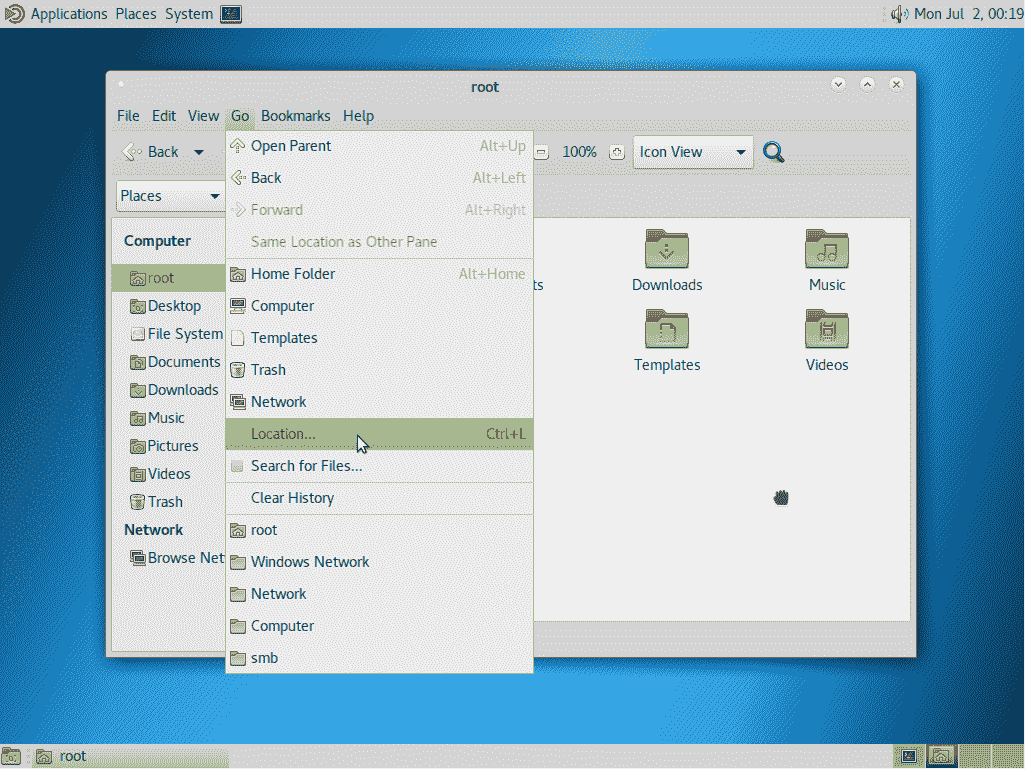 Applications Places System Mon Jul 2, 00:19
root
File Edit View Go Bookmarks Help
Back 100% Icon View
Places
Open Parent Alt+Up
Back Alt+Left
Forward Alt+Right
Same Location as Other Pane
Home Folder Alt+Home
Computer
Templates
Trash
Network
Location... Ctrl+L
Search for Files...
Clear History
root
Windows Network
Network
Computer
smb
Computer
root
Desktop
File System
Documents
Downloads
Music
Pictures
Videos
Trash
Network
Browse Net
ts
Downloads
Music
Templates
Videos
root